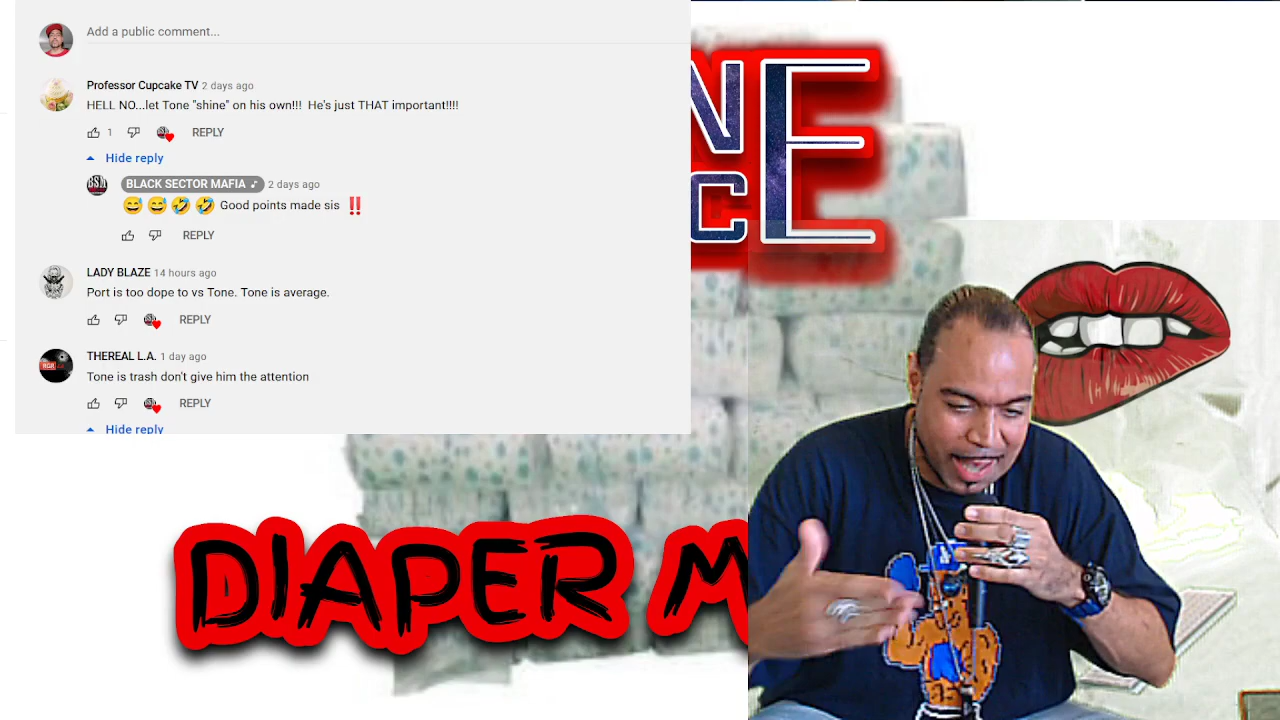 Add a public comment...
Professor Cupcake TV 2 days ago
HELL NO...let Tone "shine" on his own!!! He's just THAT important!!!!
1 REPLY
Hide reply
BLACK SECTOR MAFIA 2 days ago
😅 😅 🤣 🤣 Good points made sis ‼️
REPLY
LADY BLAZE 14 hours ago
Port is too dope to vs Tone. Tone is average.
REPLY
THEREAL L.A. 1 day ago
Tone is trash don't give him the attention
REPLY
Hide reply
NE
CE
DIAPER M